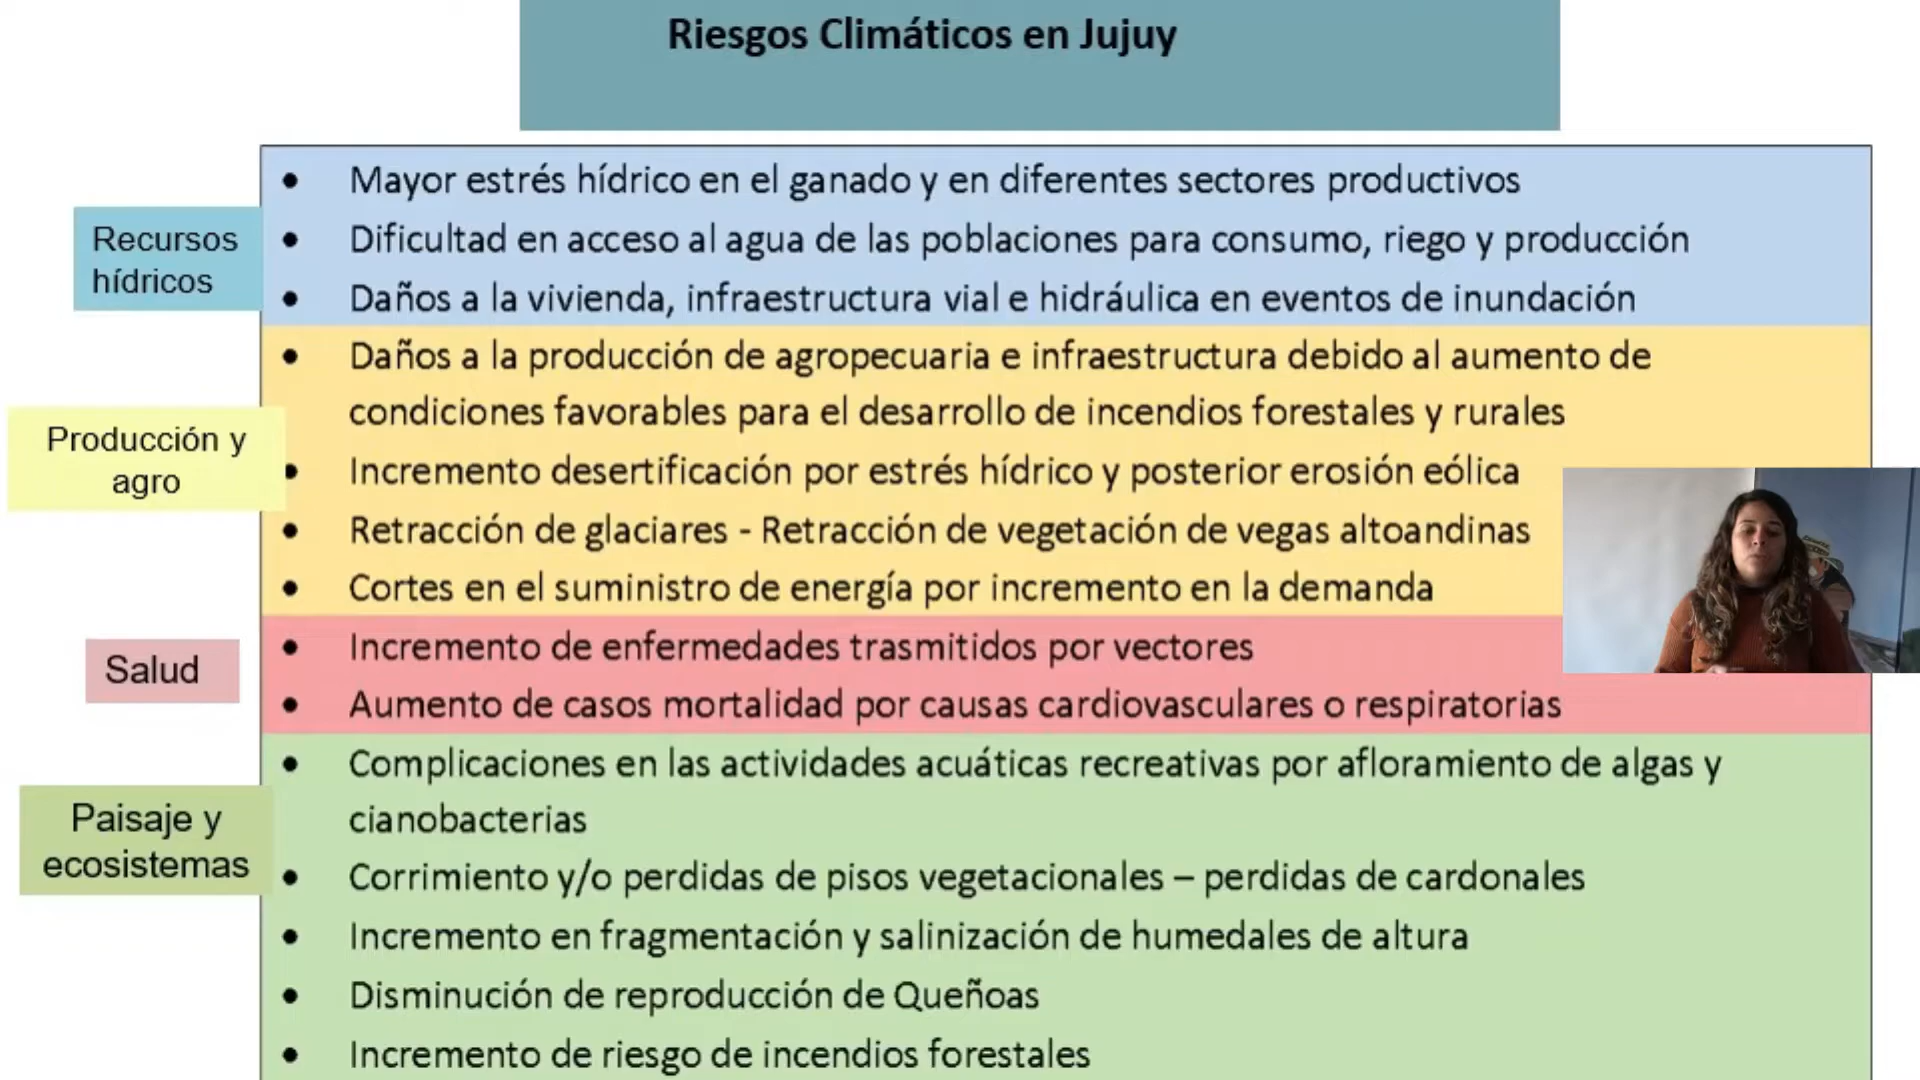 Riesgos Climáticos en Jujuy
Recursos
hídricos
• Mayor estrés hídrico en el ganado y en diferentes sectores productivos
• Dificultad en acceso al agua de las poblaciones para consumo, riego y producción
• Daños a la vivienda, infraestructura vial e hidráulica en eventos de inundación
Producción y
agro
• Daños a la producción de agropecuaria e infraestructura debido al aumento de
condiciones favorables para el desarrollo de incendios forestales y rurales
• Incremento desertificación por estrés hídrico y posterior erosión eólica
• Retracción de glaciares - Retracción de vegetación de vegas altoandinas
• Cortes en el suministro de energía por incremento en la demanda
Salud
• Incremento de enfermedades trasmitidos por vectores
• Aumento de casos mortalidad por causas cardiovasculares o respiratorias
Paisaje y
ecosistemas
• Complicaciones en las actividades acuáticas recreativas por afloramiento de algas y
cianobacterias
• Corrimiento y/o perdidas de pisos vegetacionales – perdidas de cardonales
• Incremento en fragmentación y salinización de humedales de altura
• Disminución de reproducción de Queñoas
• Incremento de riesgo de incendios forestales